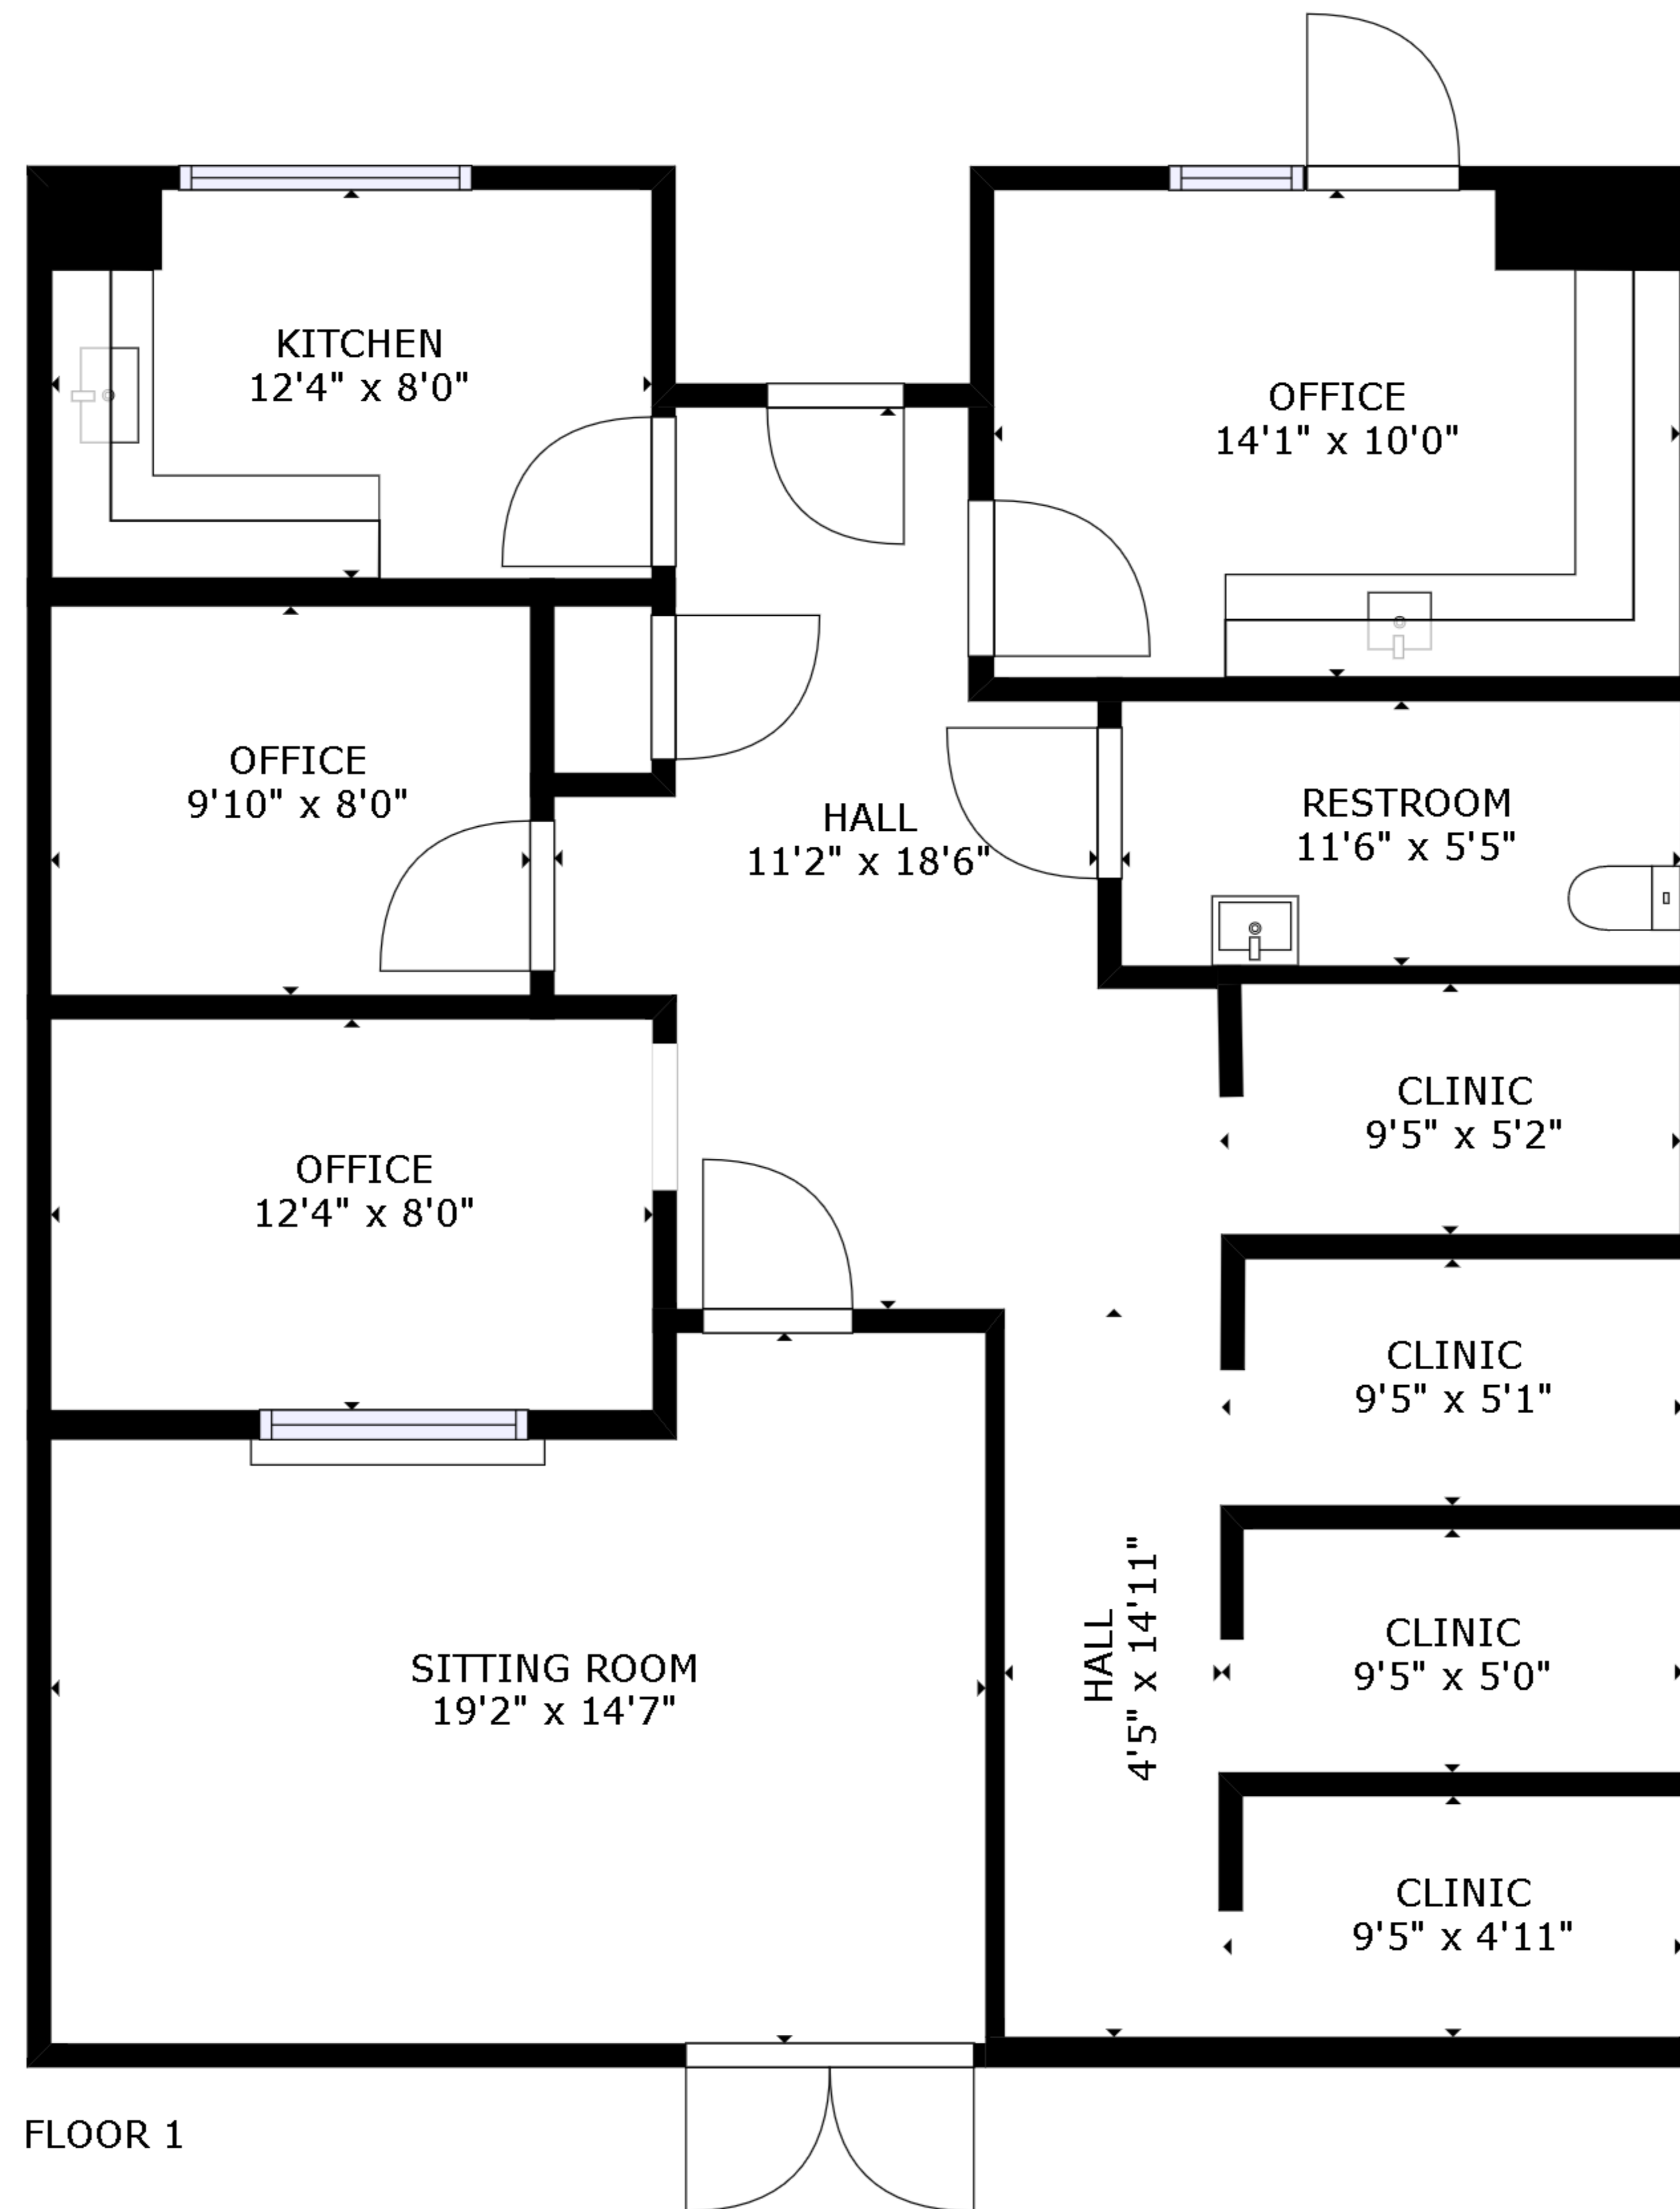 KITCHEN
12'4" x 8'0"
OFFICE
14'1" x 10'0"
OFFICE
9'10" x 8'0"
HALL
11'2" x 18'6"
RESTROOM
11'6" x 5'5"
CLINIC
9'5" x 5'2"
OFFICE
12'4" x 8'0"
CLINIC
9'5" x 5'1"
SITTING ROOM
19'2" x 14'7"
HALL
4'5" x 14'11"
CLINIC
9'5" x 5'0"
CLINIC
9'5" x 4'11"
FLOOR 1